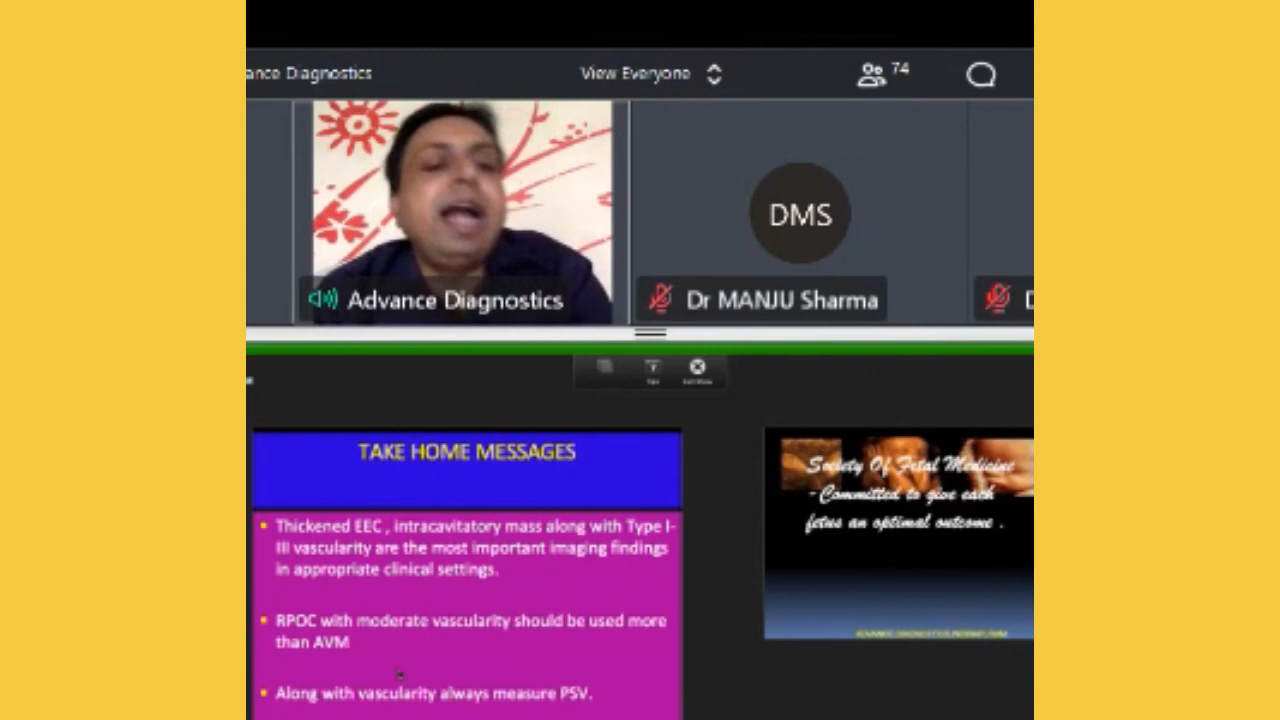 ance Diagnostics
View Everyone
74
Advance Diagnostics
DMS
Dr MANJU Sharma
D
TAKE HOME MESSAGES
Thickened EEC , intracavitatory mass along with Type I-
III vascularity are the most important imaging findings
in appropriate clinical settings.
RPOC with moderate vascularity should be used more
than AVM
Along with vascularity always measure PSV.
Society Of Fetal Medicine
-Committed to give each
fetus an optimal outcome .